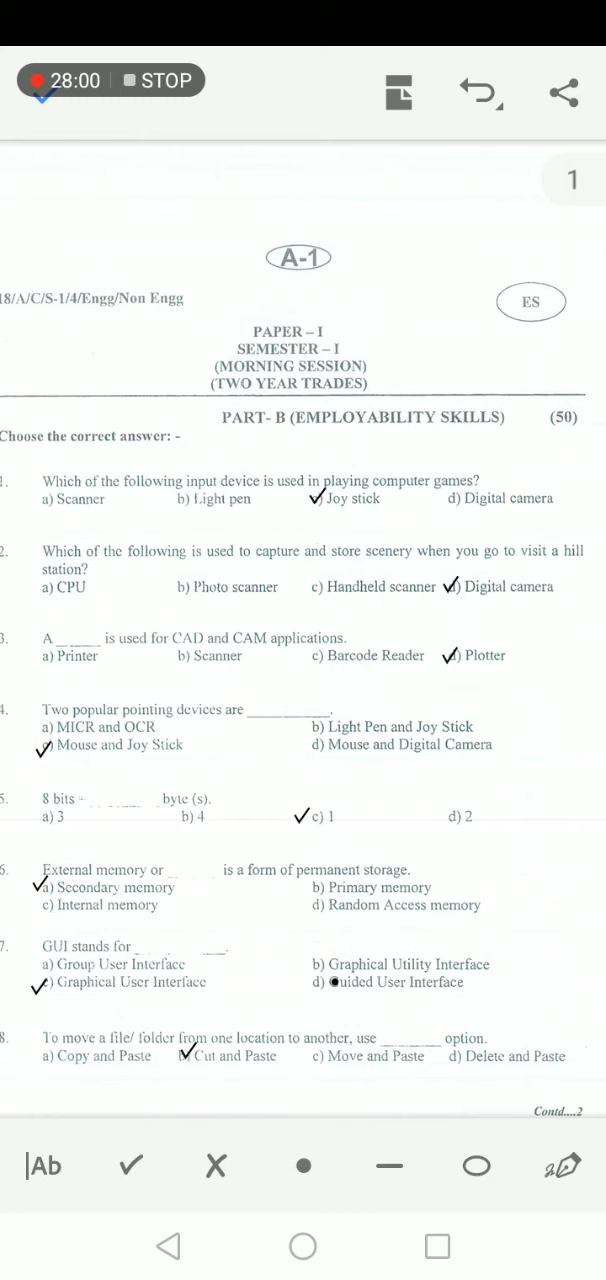 28:00 STOP
1
A-1
18/A/C/S-1/4/Engg/Non Engg
ES
PAPER – I
SEMESTER – I
(MORNING SESSION)
(TWO YEAR TRADES)
PART- B (EMPLOYABILITY SKILLS) (50)
Choose the correct answer: -
1. Which of the following input device is used in playing computer games?
a) Scanner b) Light pen c) Joy stick d) Digital camera
2. Which of the following is used to capture and store scenery when you go to visit a hill
station?
a) CPU b) Photo scanner c) Handheld scanner d) Digital camera
3. A ______ is used for CAD and CAM applications.
a) Printer b) Scanner c) Barcode Reader d) Plotter
4. Two popular pointing devices are __________.
a) MICR and OCR b) Light Pen and Joy Stick
c) Mouse and Joy Stick d) Mouse and Digital Camera
5. 8 bits = ________ byte (s).
a) 3 b) 4 c) 1 d) 2
6. External memory or ______ is a form of permanent storage.
a) Secondary memory b) Primary memory
c) Internal memory d) Random Access memory
7. GUI stands for __________.
a) Group User Interface b) Graphical Utility Interface
c) Graphical User Interface d) Guided User Interface
8. To move a file/ folder from one location to another, use ________ option.
a) Copy and Paste b) Cut and Paste c) Move and Paste d) Delete and Paste
Contd....2
Ab